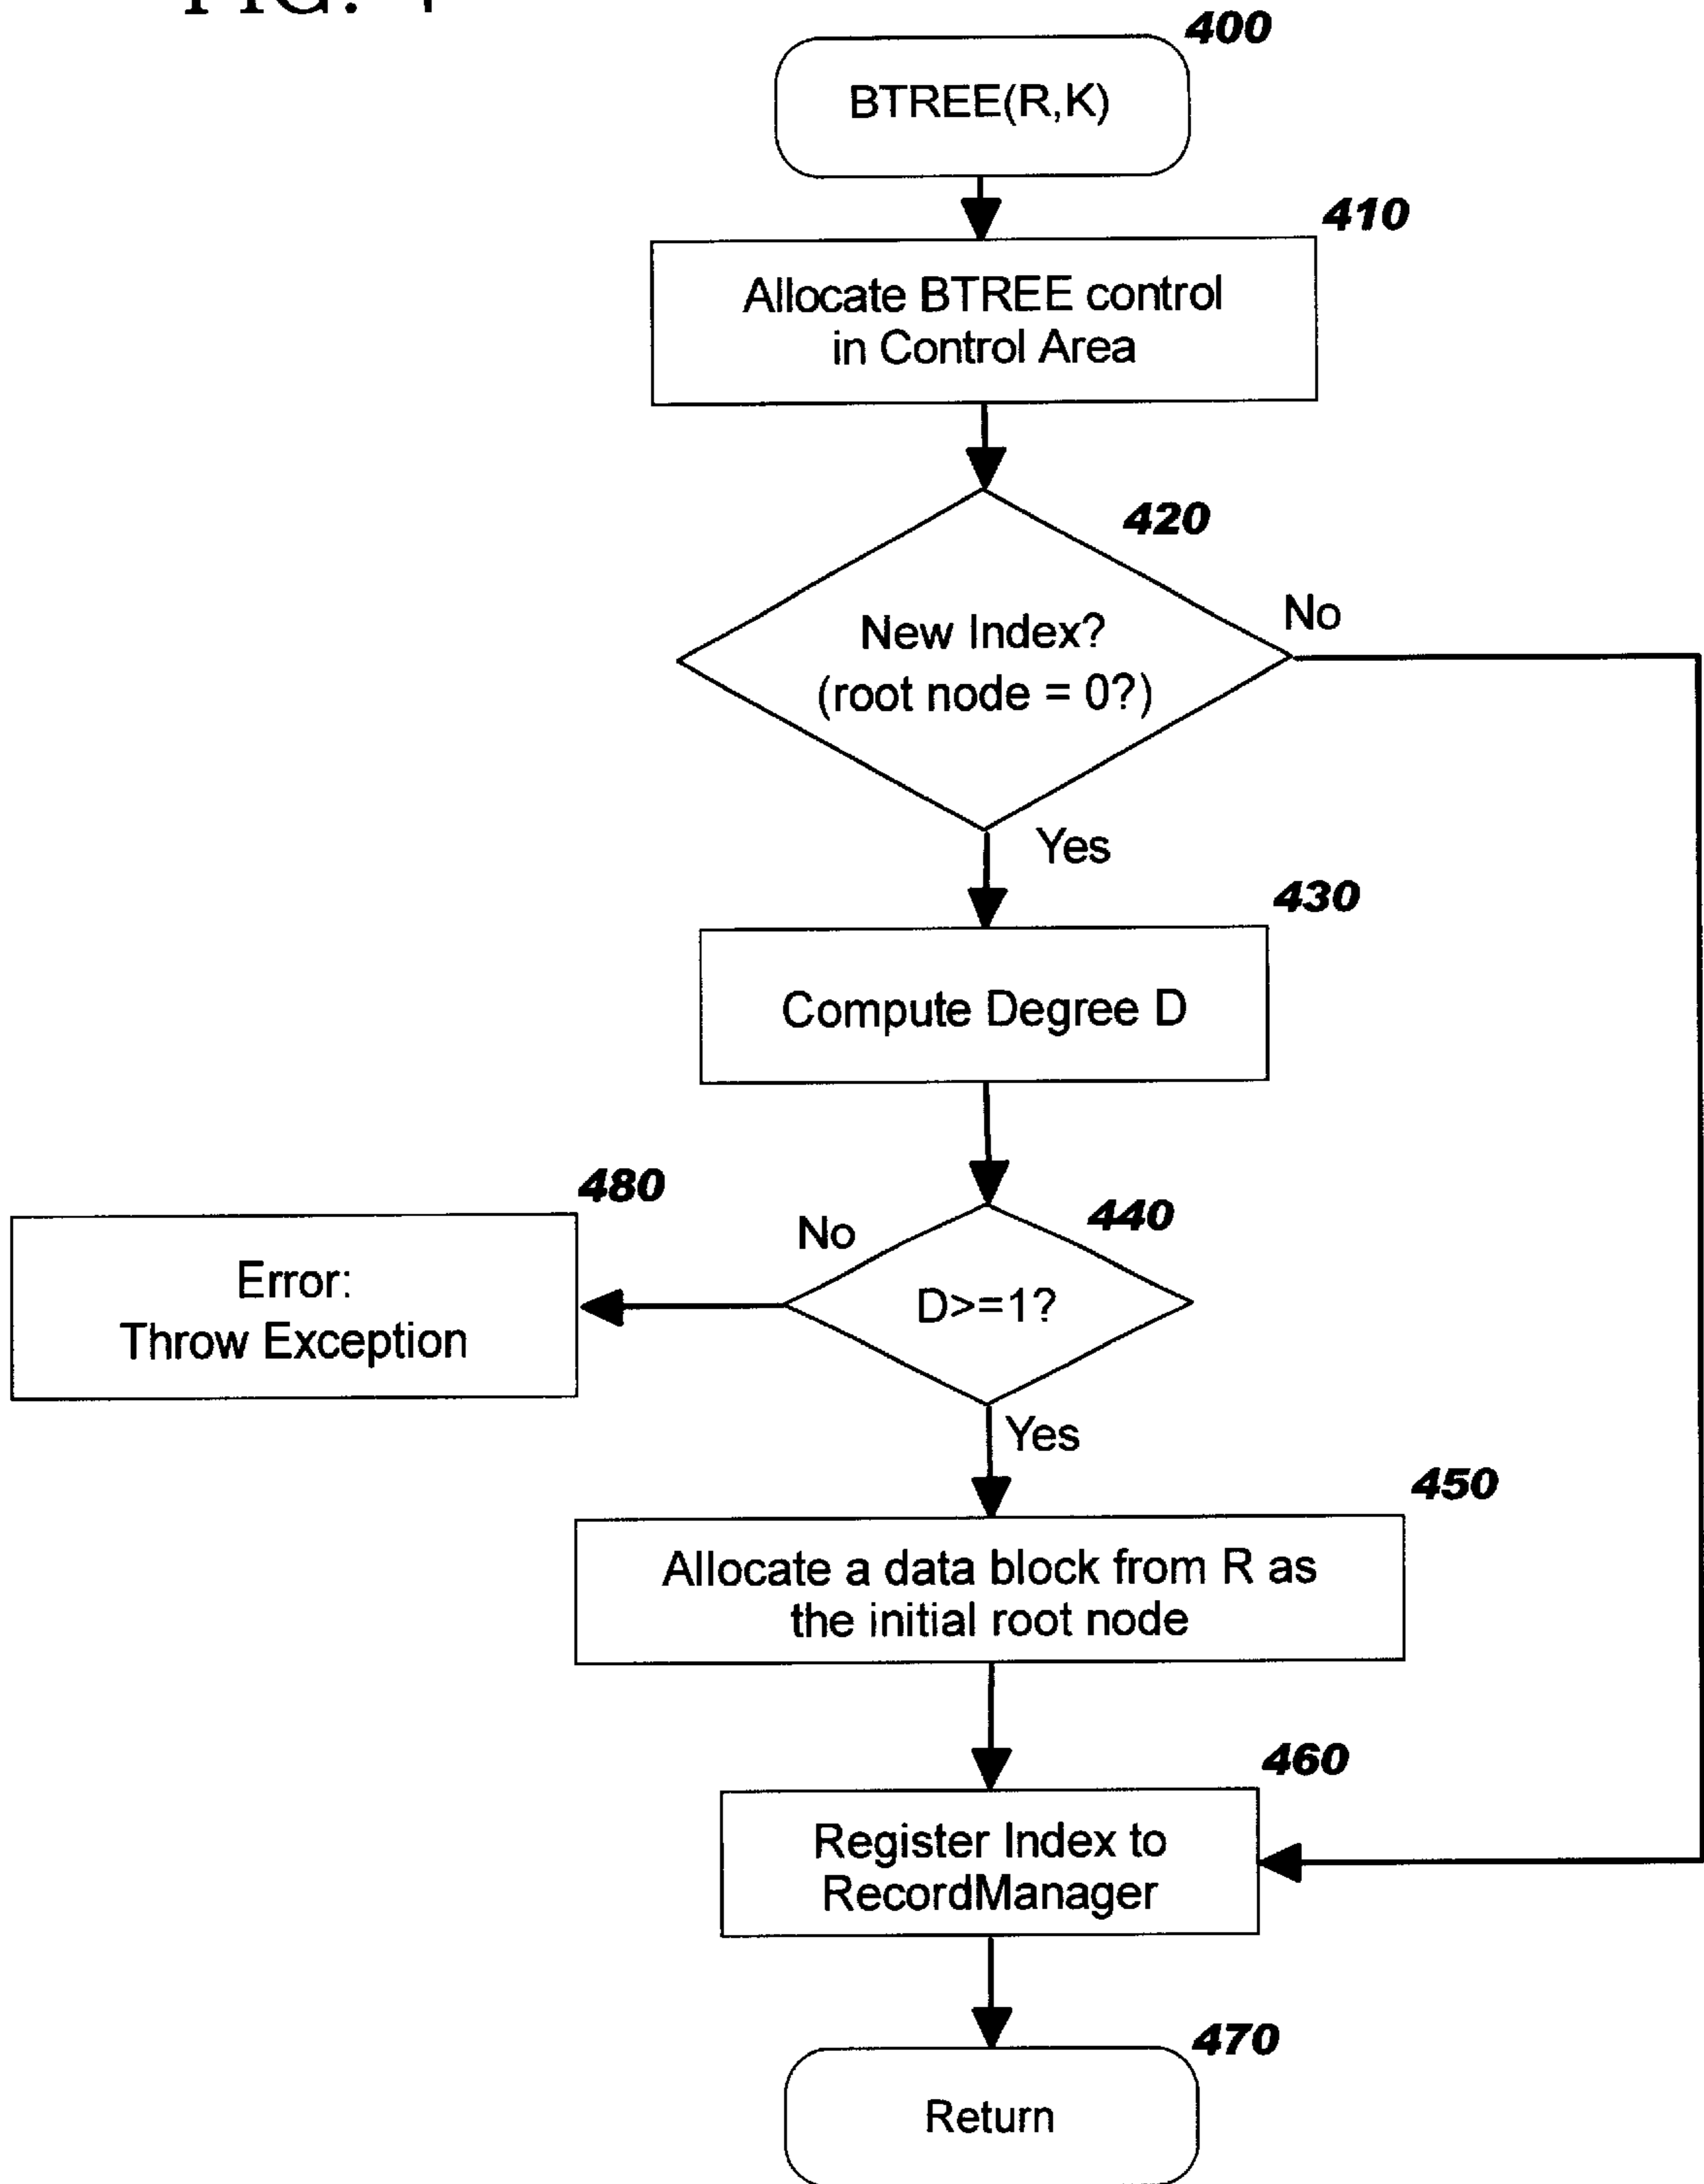 FIG. 4
400
BTREE(R,K)
410
Allocate BTREE control
in Control Area
420
New Index?
(root node = 0?)
No
Yes
430
Compute Degree D
480
Error:
Throw Exception
No
440
D>=1?
Yes
450
Allocate a data block from R as
the initial root node
460
Register Index to
RecordManager
470
Return